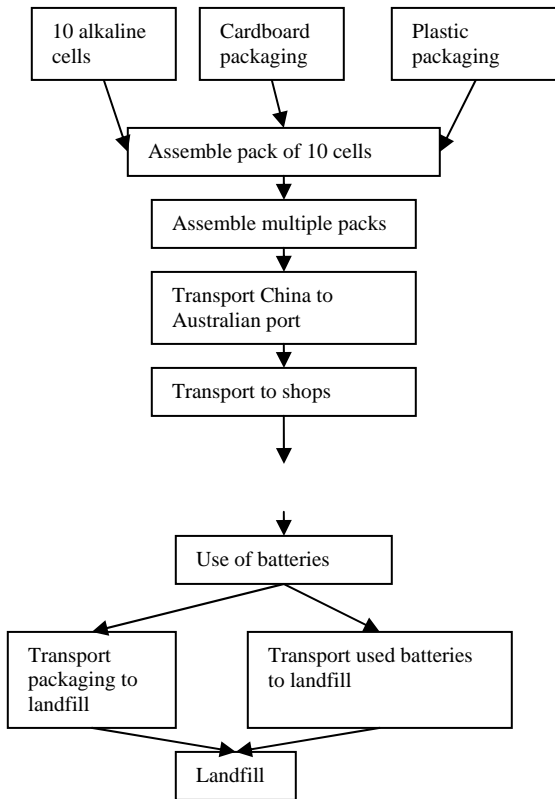 10 alkaline
cells
Cardboard
packaging
Plastic
packaging
Assemble pack of 10 cells
Assemble multiple packs
Transport China to
Australian port
Transport to shops
Use of batteries
Transport
packaging to
landfill
Transport used batteries
to landfill
Landfill